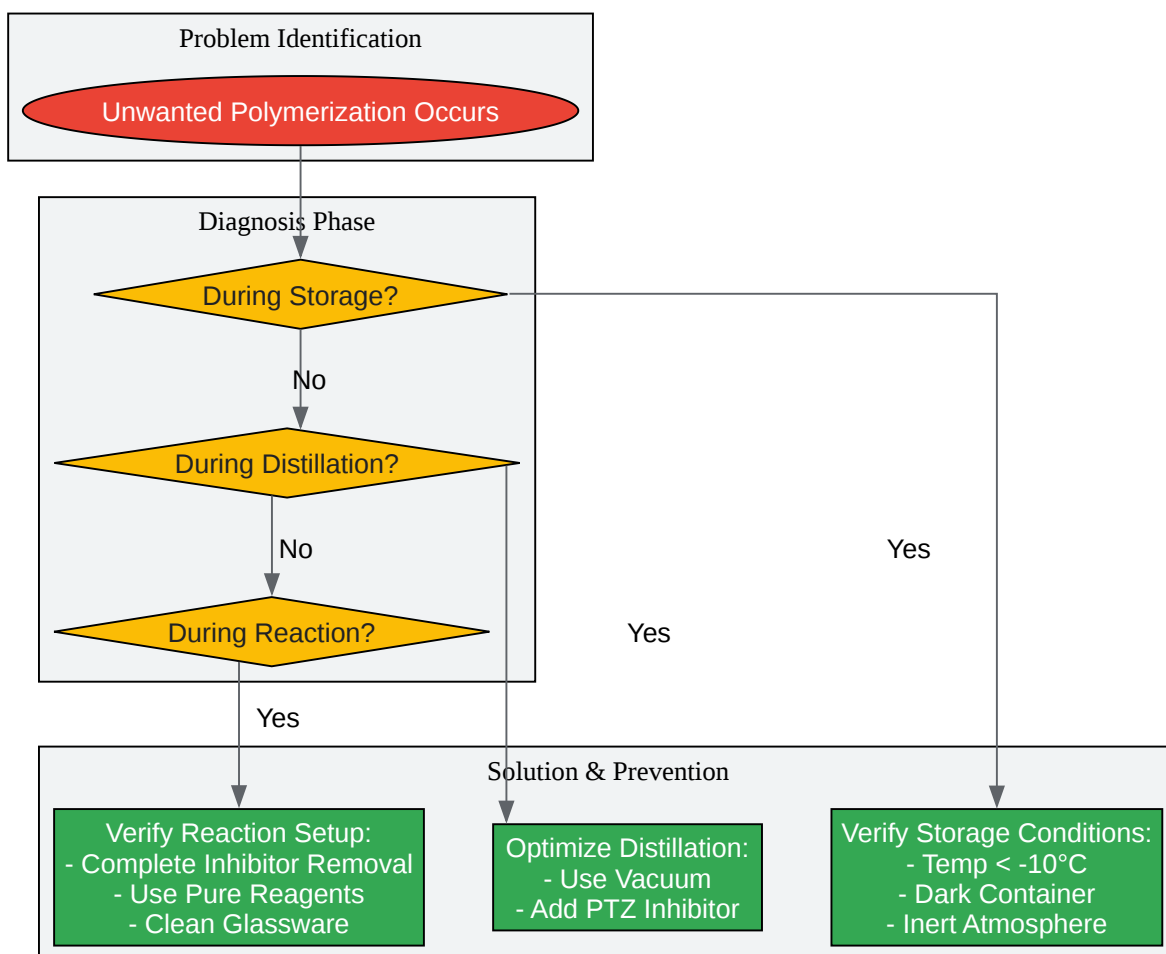 Problem Identification
Unwanted Polymerization Occurs
Diagnosis Phase
During Storage?
No
During Distillation?
No
Yes
During Reaction?
Yes
Yes
Solution & Prevention
Verify Reaction Setup:
- Complete Inhibitor Removal
- Use Pure Reagents
- Clean Glassware
Optimize Distillation:
- Use Vacuum
- Add PTZ Inhibitor
Verify Storage Conditions:
- Temp < -10°C
- Dark Container
- Inert Atmosphere